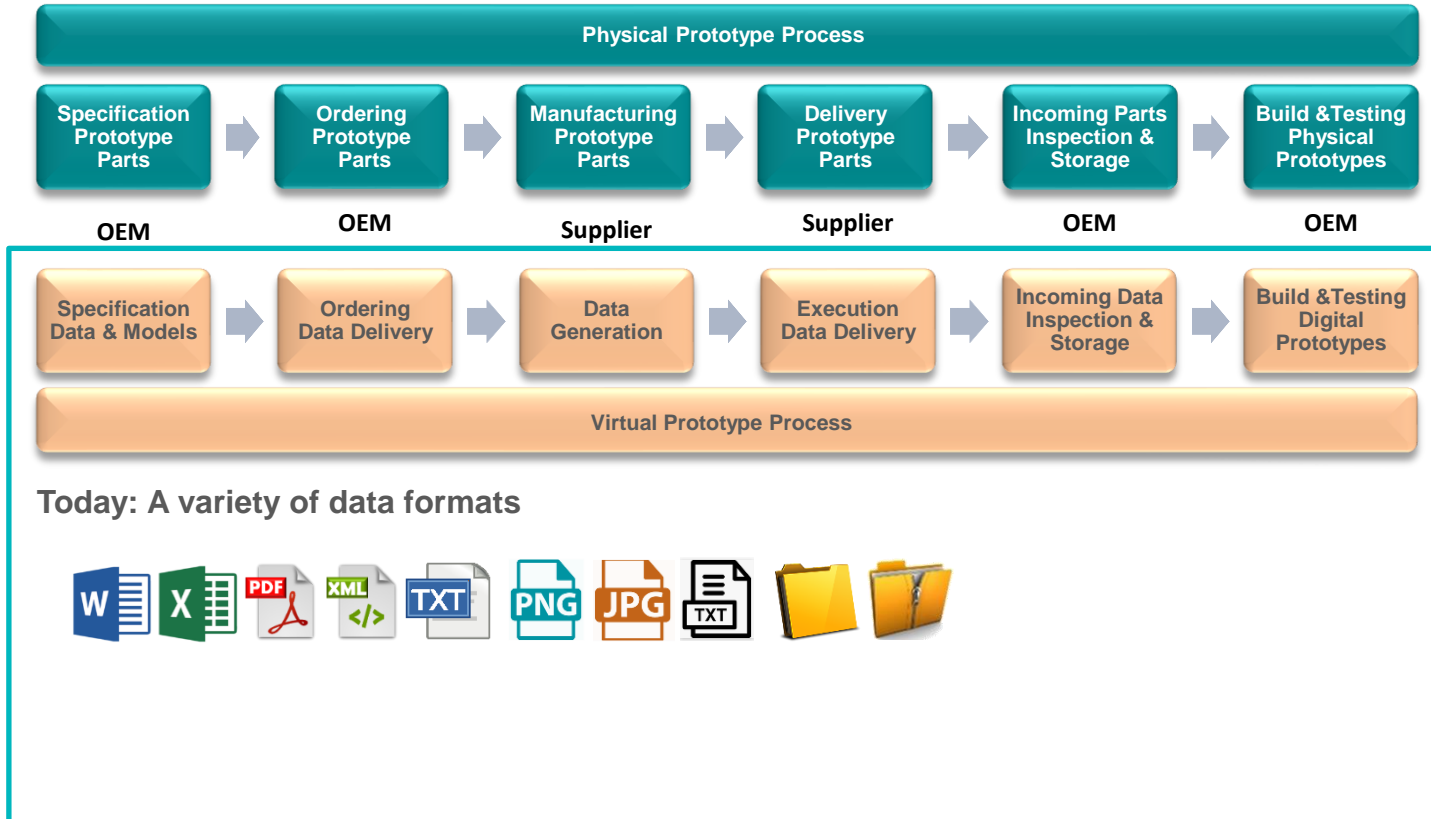 Physical Prototype Process
Specification
Prototype
Parts
Ordering
Prototype
Parts
Manufacturing
Prototype
Parts
Delivery
Prototype
Parts
Incoming Parts
Inspection &
Storage
Build &Testing
Physical
Prototypes
OEM
OEM
Supplier
Supplier
OEM
OEM
Specification
Data & Models
Ordering
Data Delivery
Data
Generation
Execution
Data Delivery
Incoming Data
Inspection &
Storage
Build &Testing
Digital
Prototypes
Virtual Prototype Process
Today: A variety of data formats
W
X
PDF
XML
</>
TXT
PNG
JPG
TXT